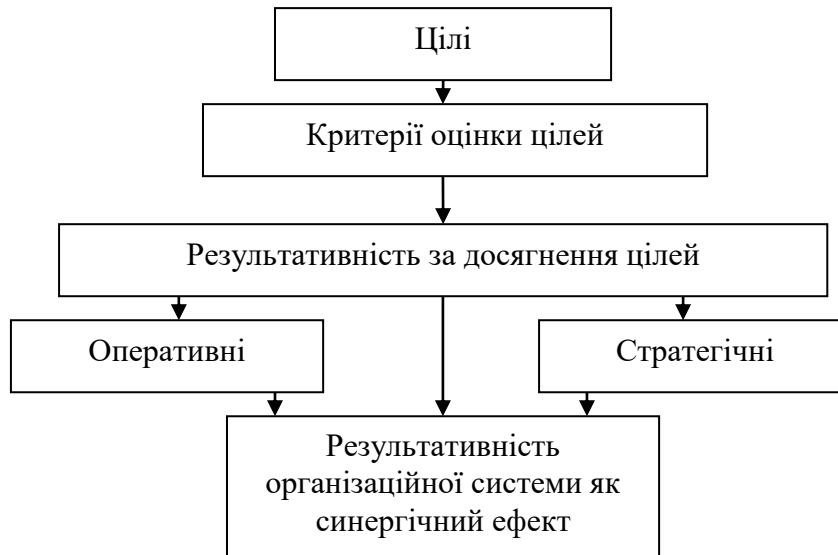 Цілі
Критерії оцінки цілей
Результативність за досягнення цілей
Оперативні
Стратегічні
Результативність
організаційної системи як
синергічний ефект